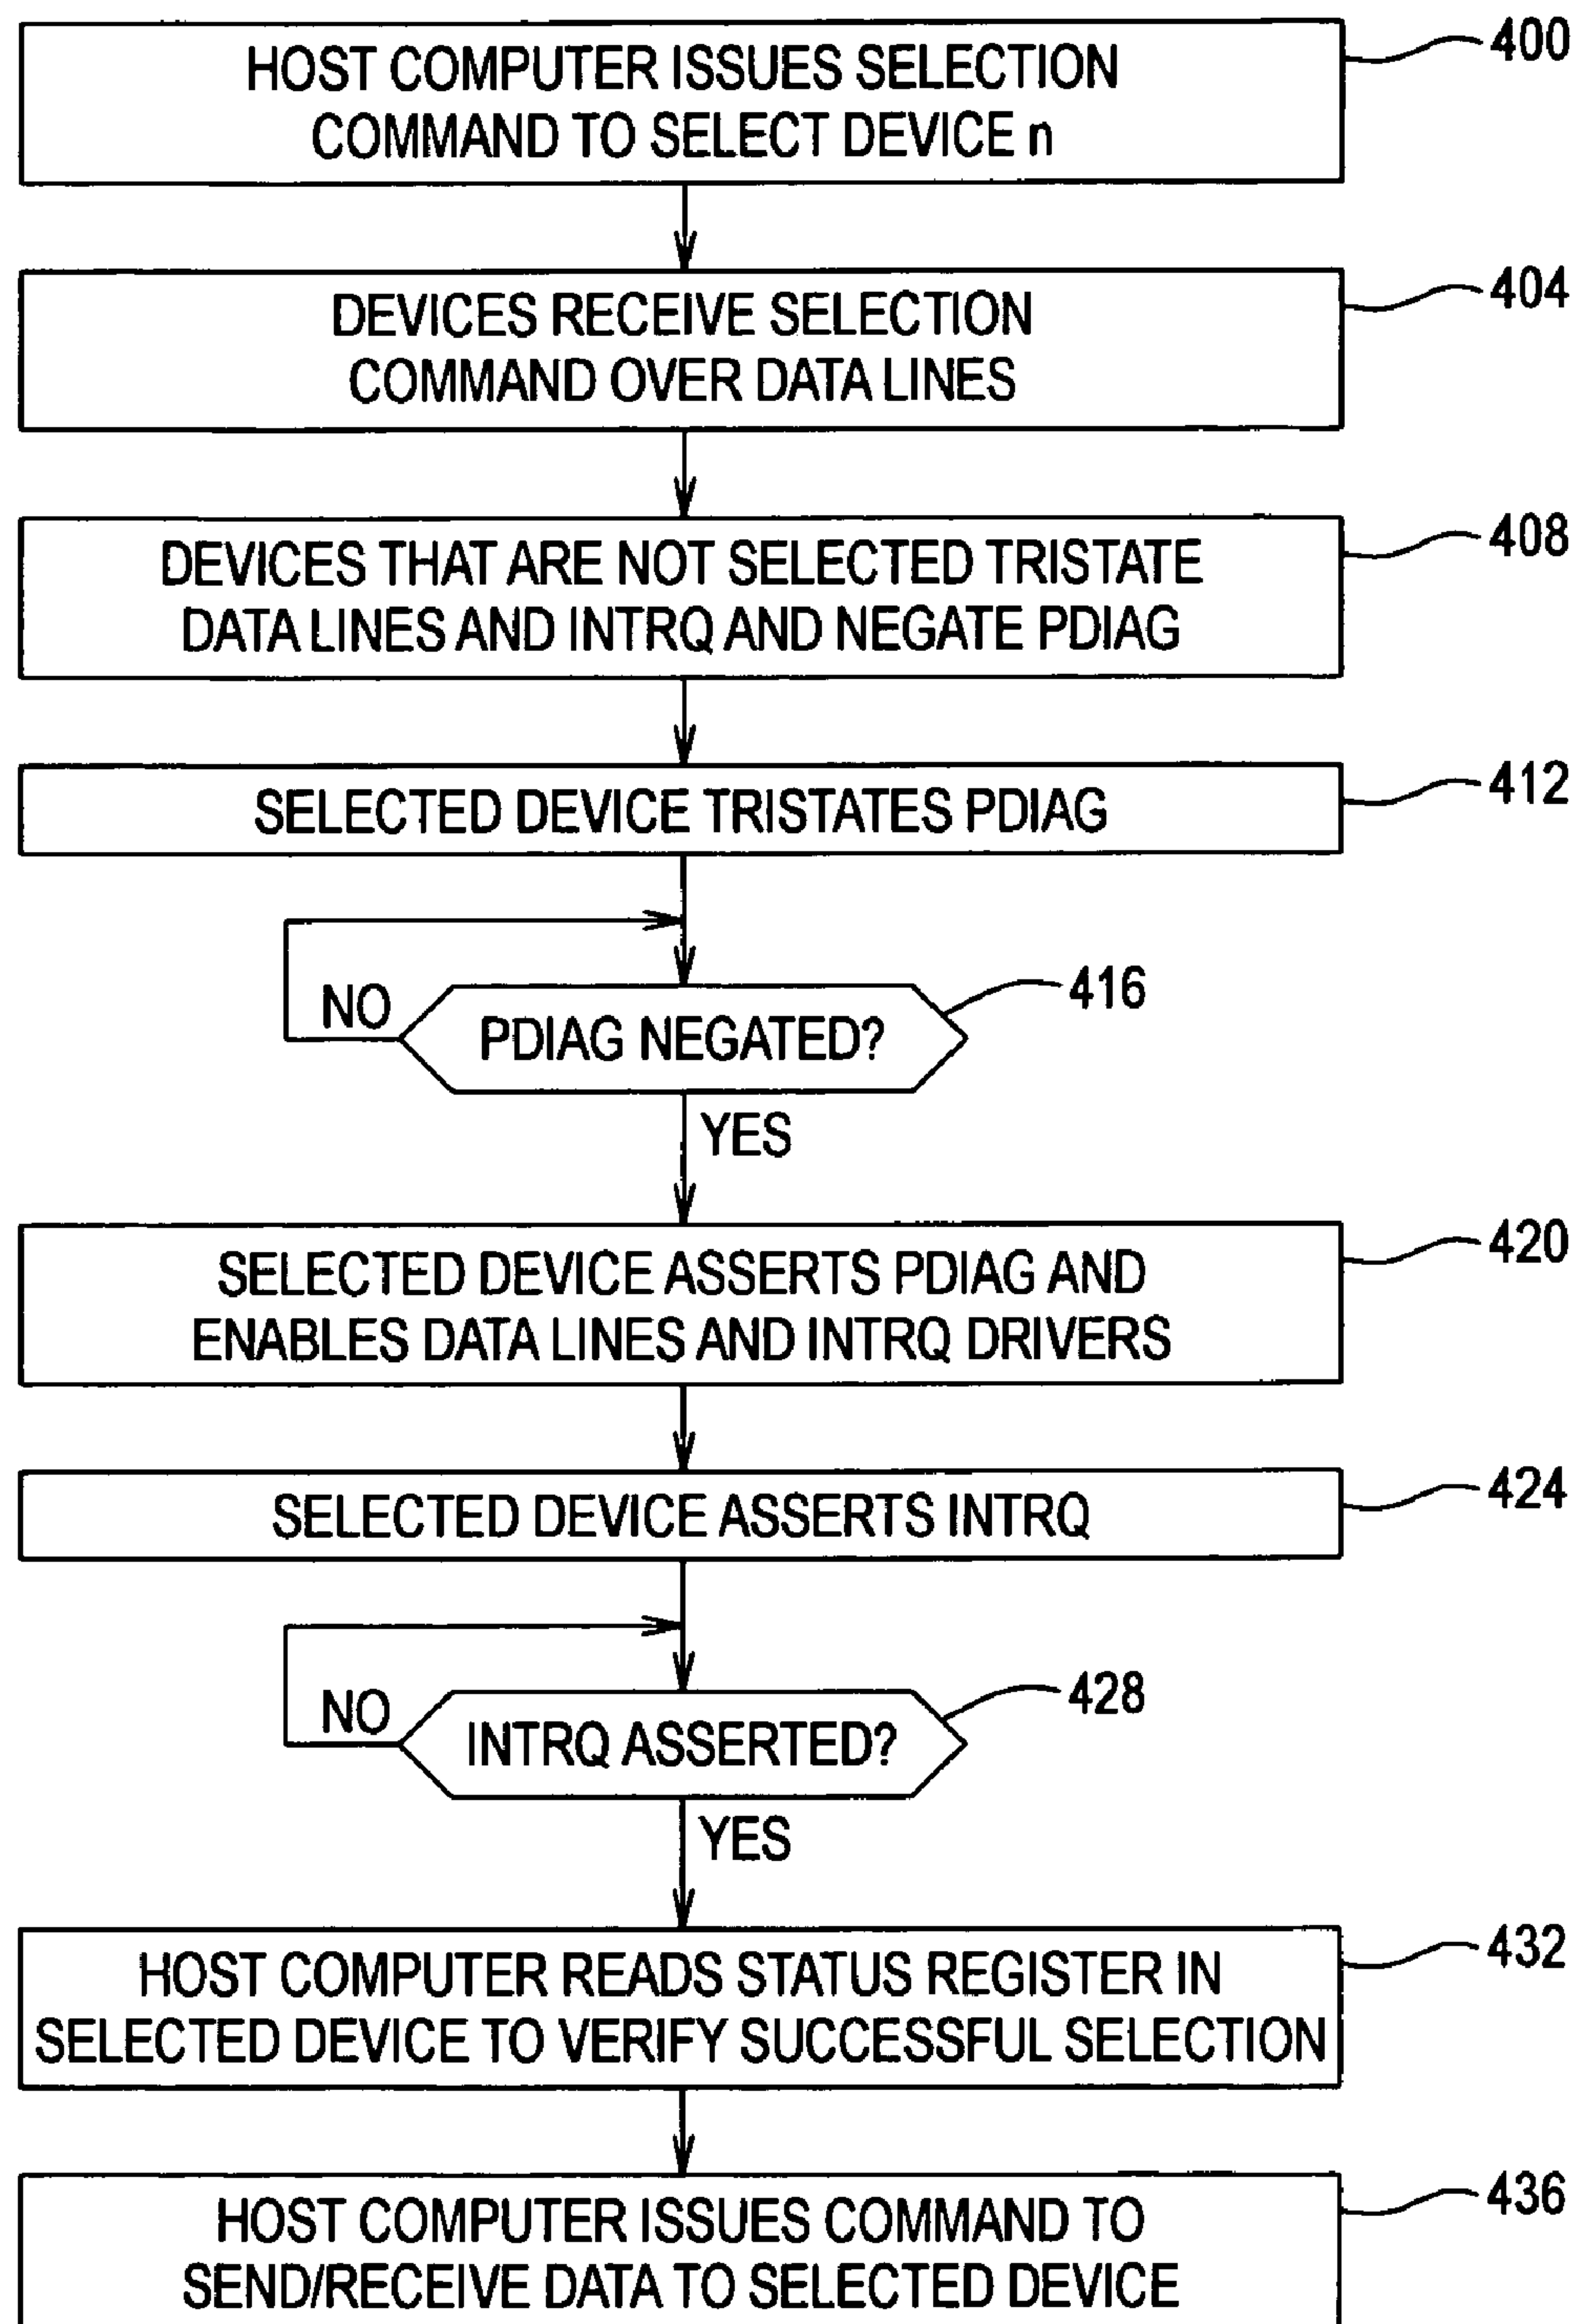 HOST COMPUTER ISSUES SELECTION
COMMAND TO SELECT DEVICE n
400
DEVICES RECEIVE SELECTION
COMMAND OVER DATA LINES
404
DEVICES THAT ARE NOT SELECTED TRISTATE
DATA LINES AND INTRQ AND NEGATE PDIAG
408
SELECTED DEVICE TRISTATES PDIAG
412
NO
PDIAG NEGATED?
416
YES
SELECTED DEVICE ASSERTS PDIAG AND
ENABLES DATA LINES AND INTRQ DRIVERS
420
SELECTED DEVICE ASSERTS INTRQ
424
NO
INTRQ ASSERTED?
428
YES
HOST COMPUTER READS STATUS REGISTER IN
SELECTED DEVICE TO VERIFY SUCCESSFUL SELECTION
432
HOST COMPUTER ISSUES COMMAND TO
SEND/RECEIVE DATA TO SELECTED DEVICE
436